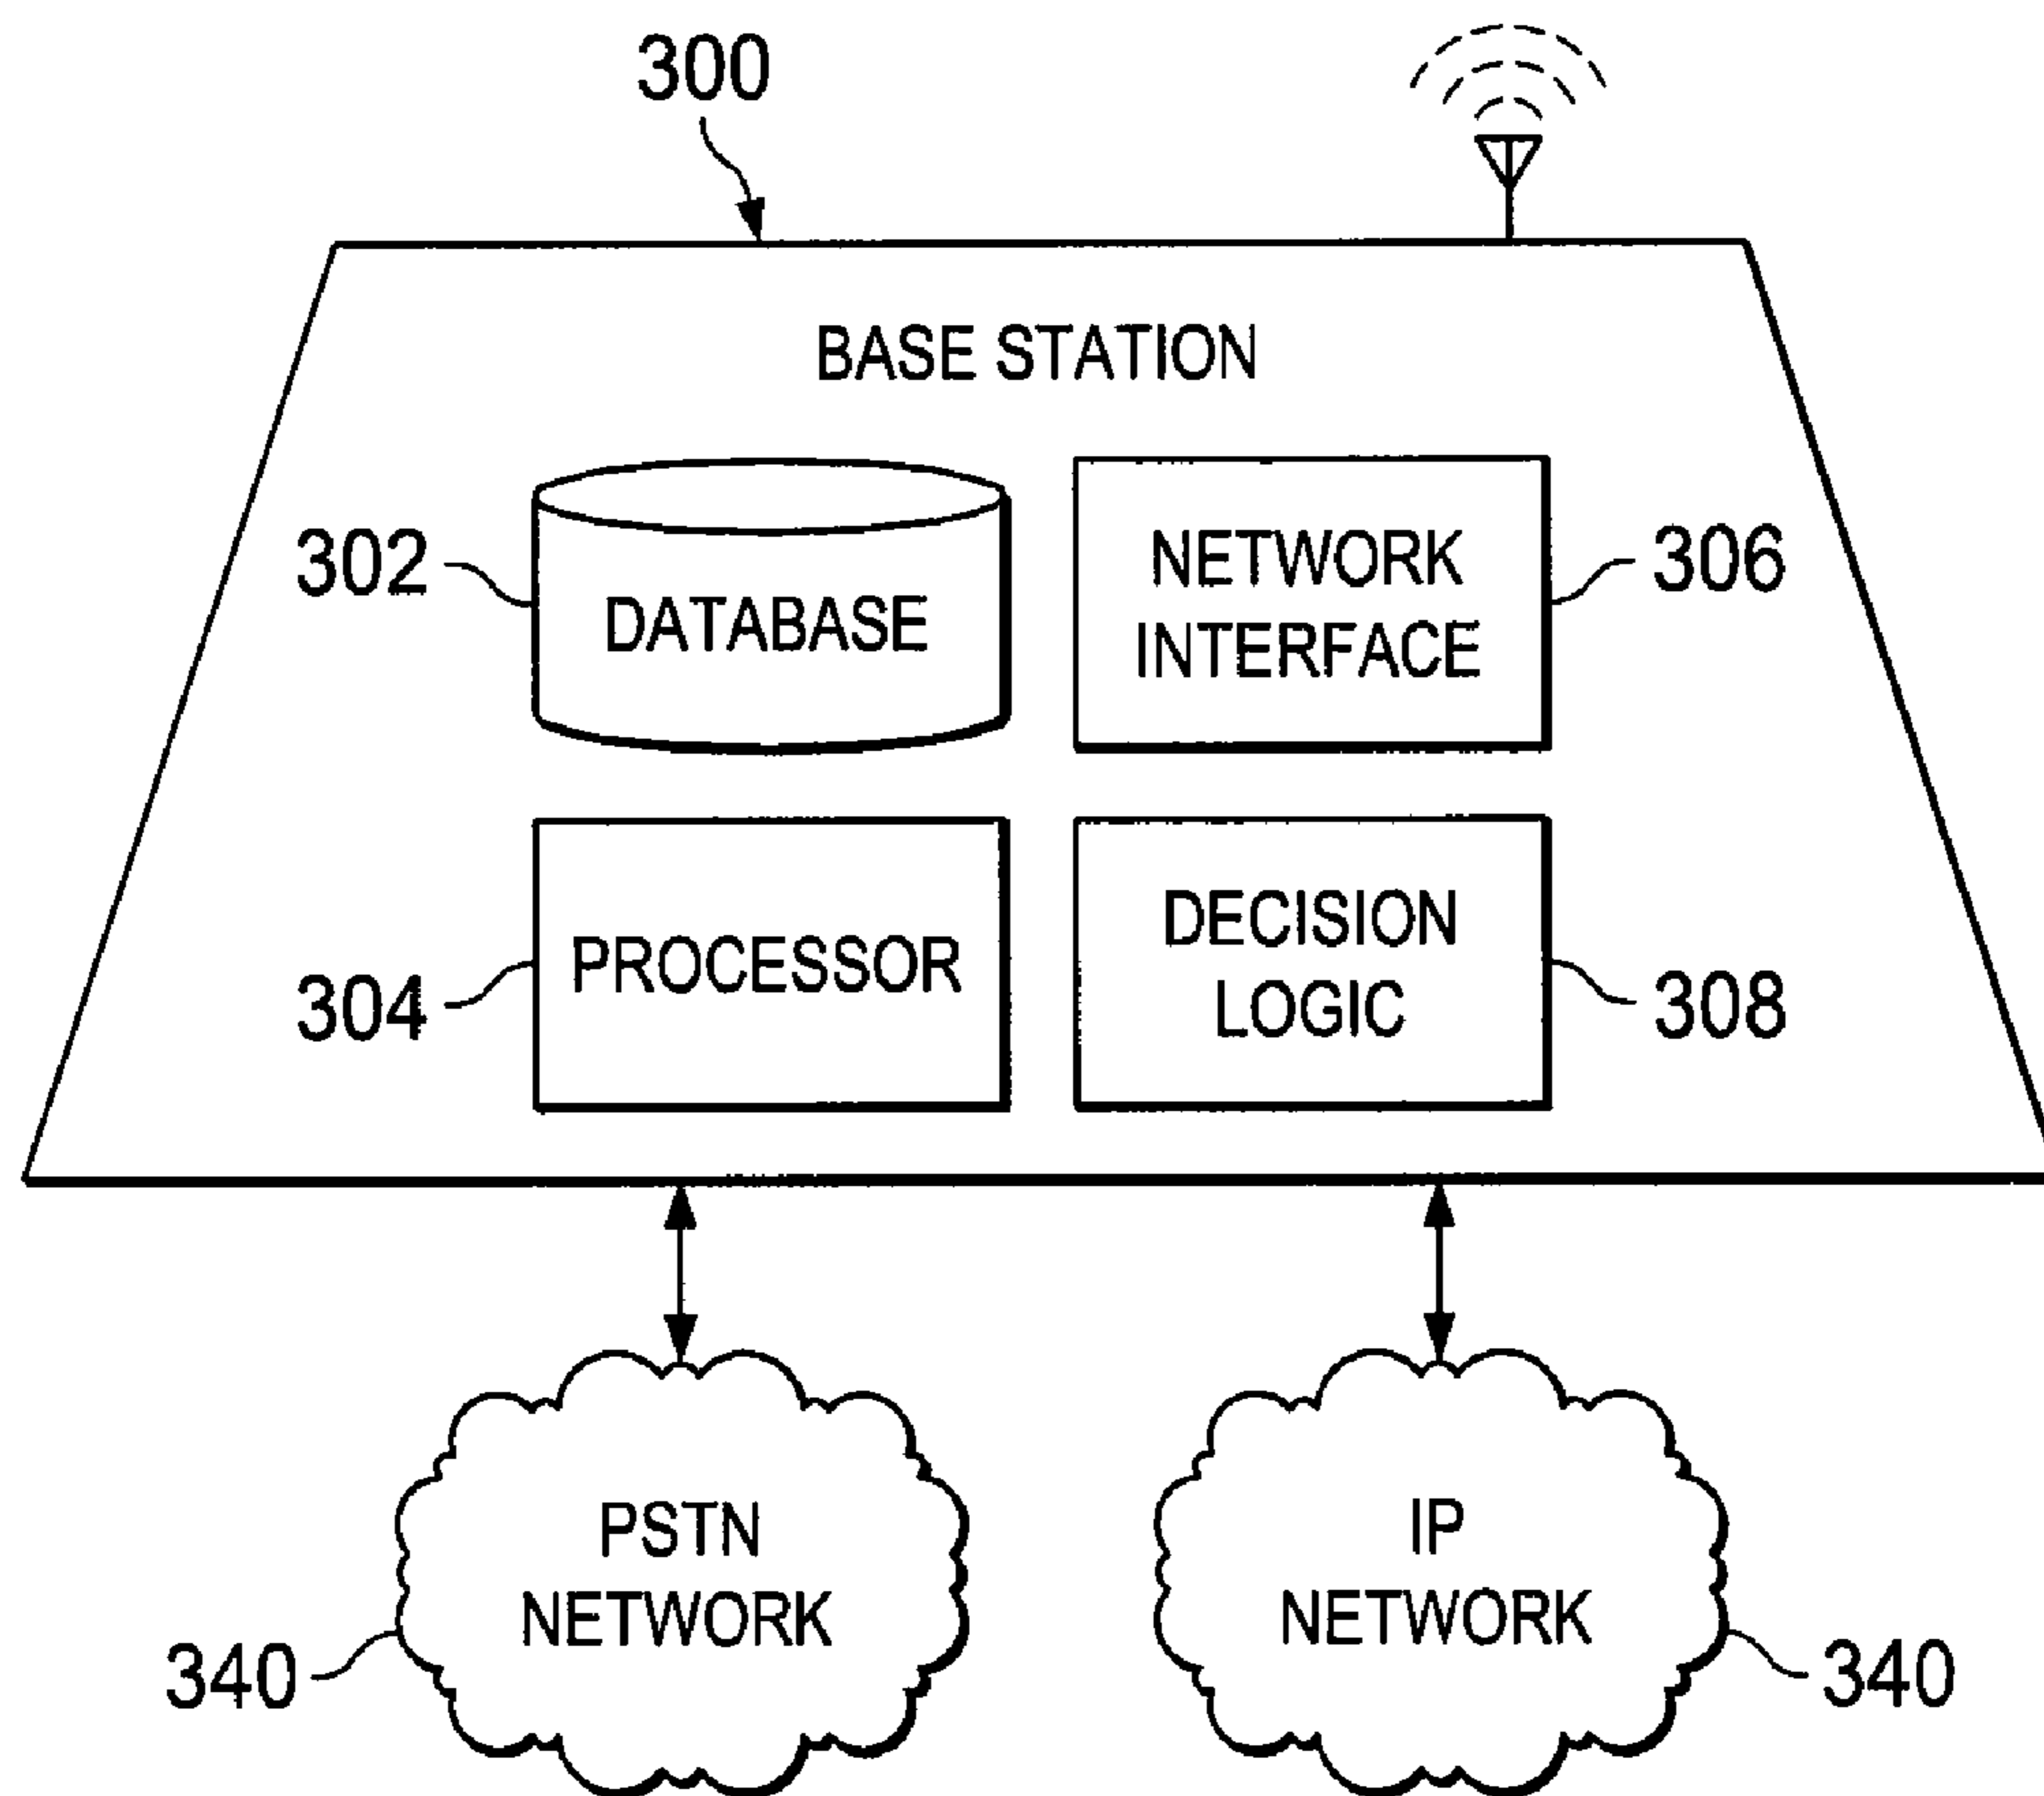 300
BASE STATION
302
DATABASE
NETWORK
INTERFACE
306
304
PROCESSOR
DECISION
LOGIC
308
PSTN
NETWORK
340
IP
NETWORK
340